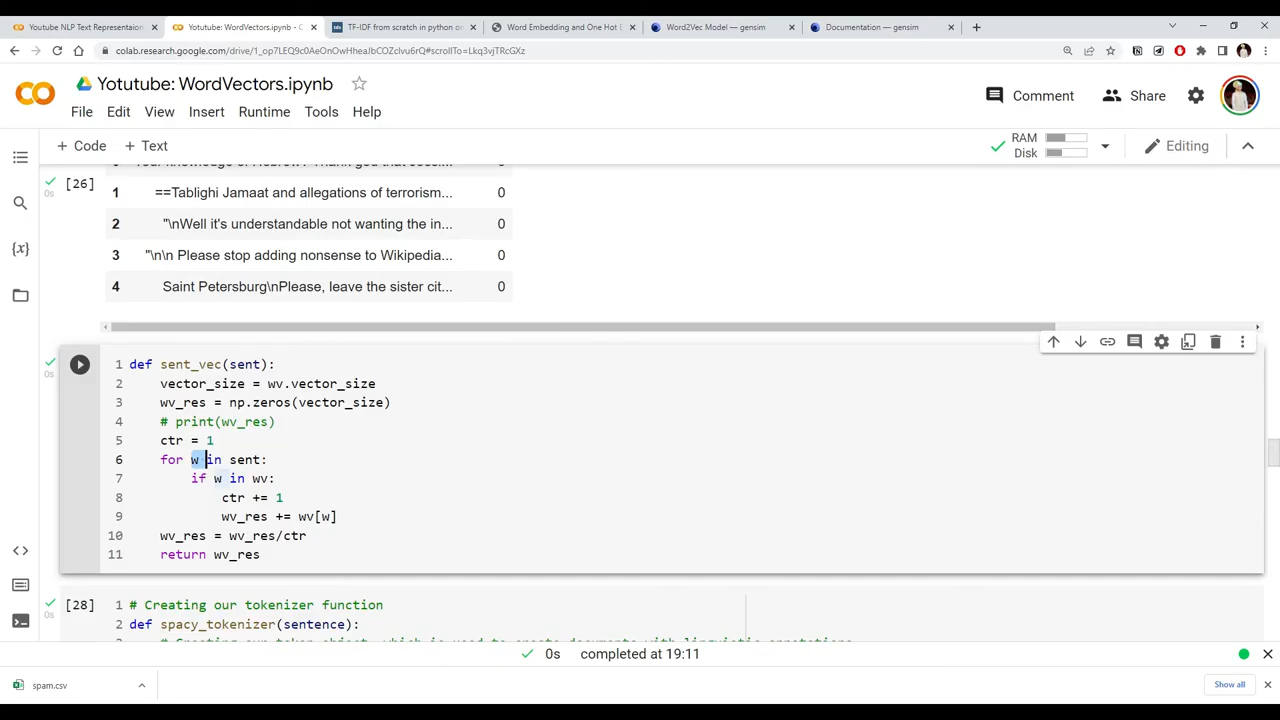 Youtube NLP Text Representaion
Yotutube: WordVectors.ipynb - C
TF-IDF from scratch in python o
Word Embedding and One Hot E
Word2Vec Model — gensim
Documentation — gensim
colab.research.google.com/drive/1_op7LEQ9c0AeOnOwHheaJbCOZcIvu6rQ#scrollTo=Lkq3vjTRcGXz
Yotutube: WordVectors.ipynb
File Edit View Insert Runtime Tools Help
Comment Share
+ Code + Text
RAM
Disk
Editing
[26]
0s
1 ==Tablighi Jamaat and allegations of terrorism... 0
2 "\nWell it's understandable not wanting the in... 0
3 "\n\n Please stop adding nonsense to Wikipedia... 0
4 Saint Petersburg\nPlease, leave the sister cit... 0
0s
1 def sent_vec(sent):
2 vector_size = wv.vector_size
3 wv_res = np.zeros(vector_size)
4 # print(wv_res)
5 ctr = 1
6 for w in sent:
7 if w in wv:
8 ctr += 1
9 wv_res += wv[w]
10 wv_res = wv_res/ctr
11 return wv_res
[28]
0s
1 # Creating our tokenizer function
2 def spacy_tokenizer(sentence):
0s completed at 19:11
spam.csv
Show all